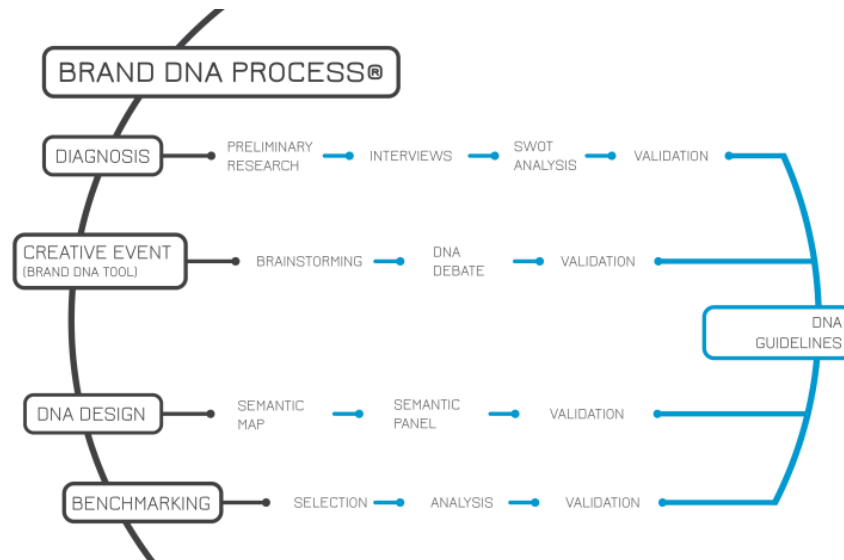 BRAND DNA PROCESS®
DIAGNOSIS
PRELIMINARY
RESEARCH
INTERVIEWS
SWOT
ANALYSIS
VALIDATION
CREATIVE EVENT
(BRAND DNA TOOL)
BRAINSTORMING
DNA
DEBATE
VALIDATION
DNA
GUIDELINES
DNA DESIGN
SEMANTIC
MAP
SEMANTIC
PANEL
VALIDATION
BENCHMARKING
SELECTION
ANALYSIS
VALIDATION